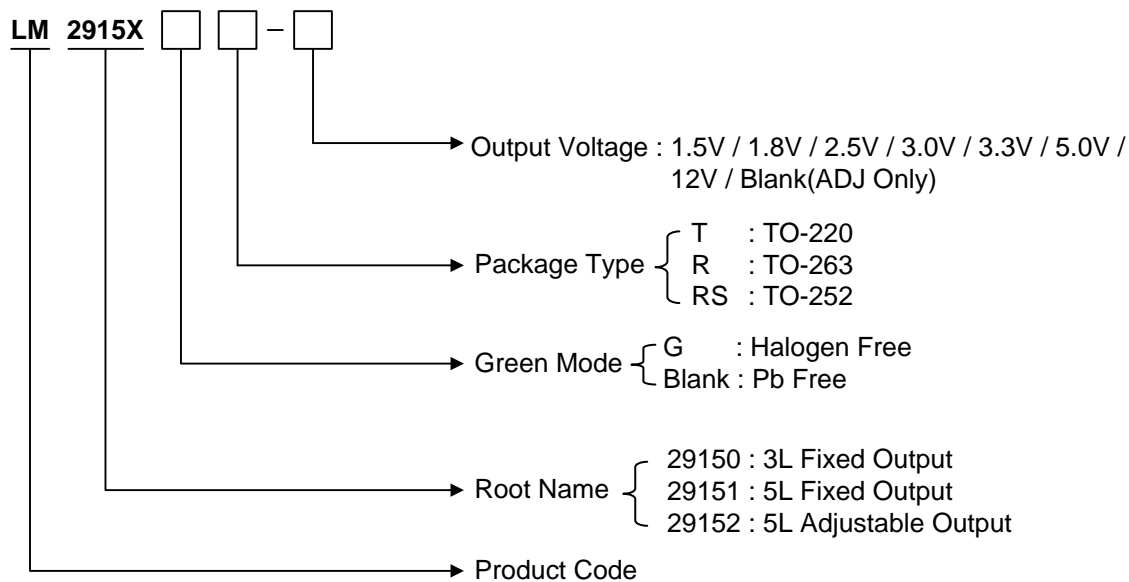 LM 2915X –
Output Voltage : 1.5V / 1.8V / 2.5V / 3.0V / 3.3V / 5.0V /
12V / Blank(ADJ Only)
Package Type
T : TO-220
R : TO-263
RS : TO-252
Green Mode
G : Halogen Free
Blank : Pb Free
Root Name
29150 : 3L Fixed Output
29151 : 5L Fixed Output
29152 : 5L Adjustable Output
Product Code